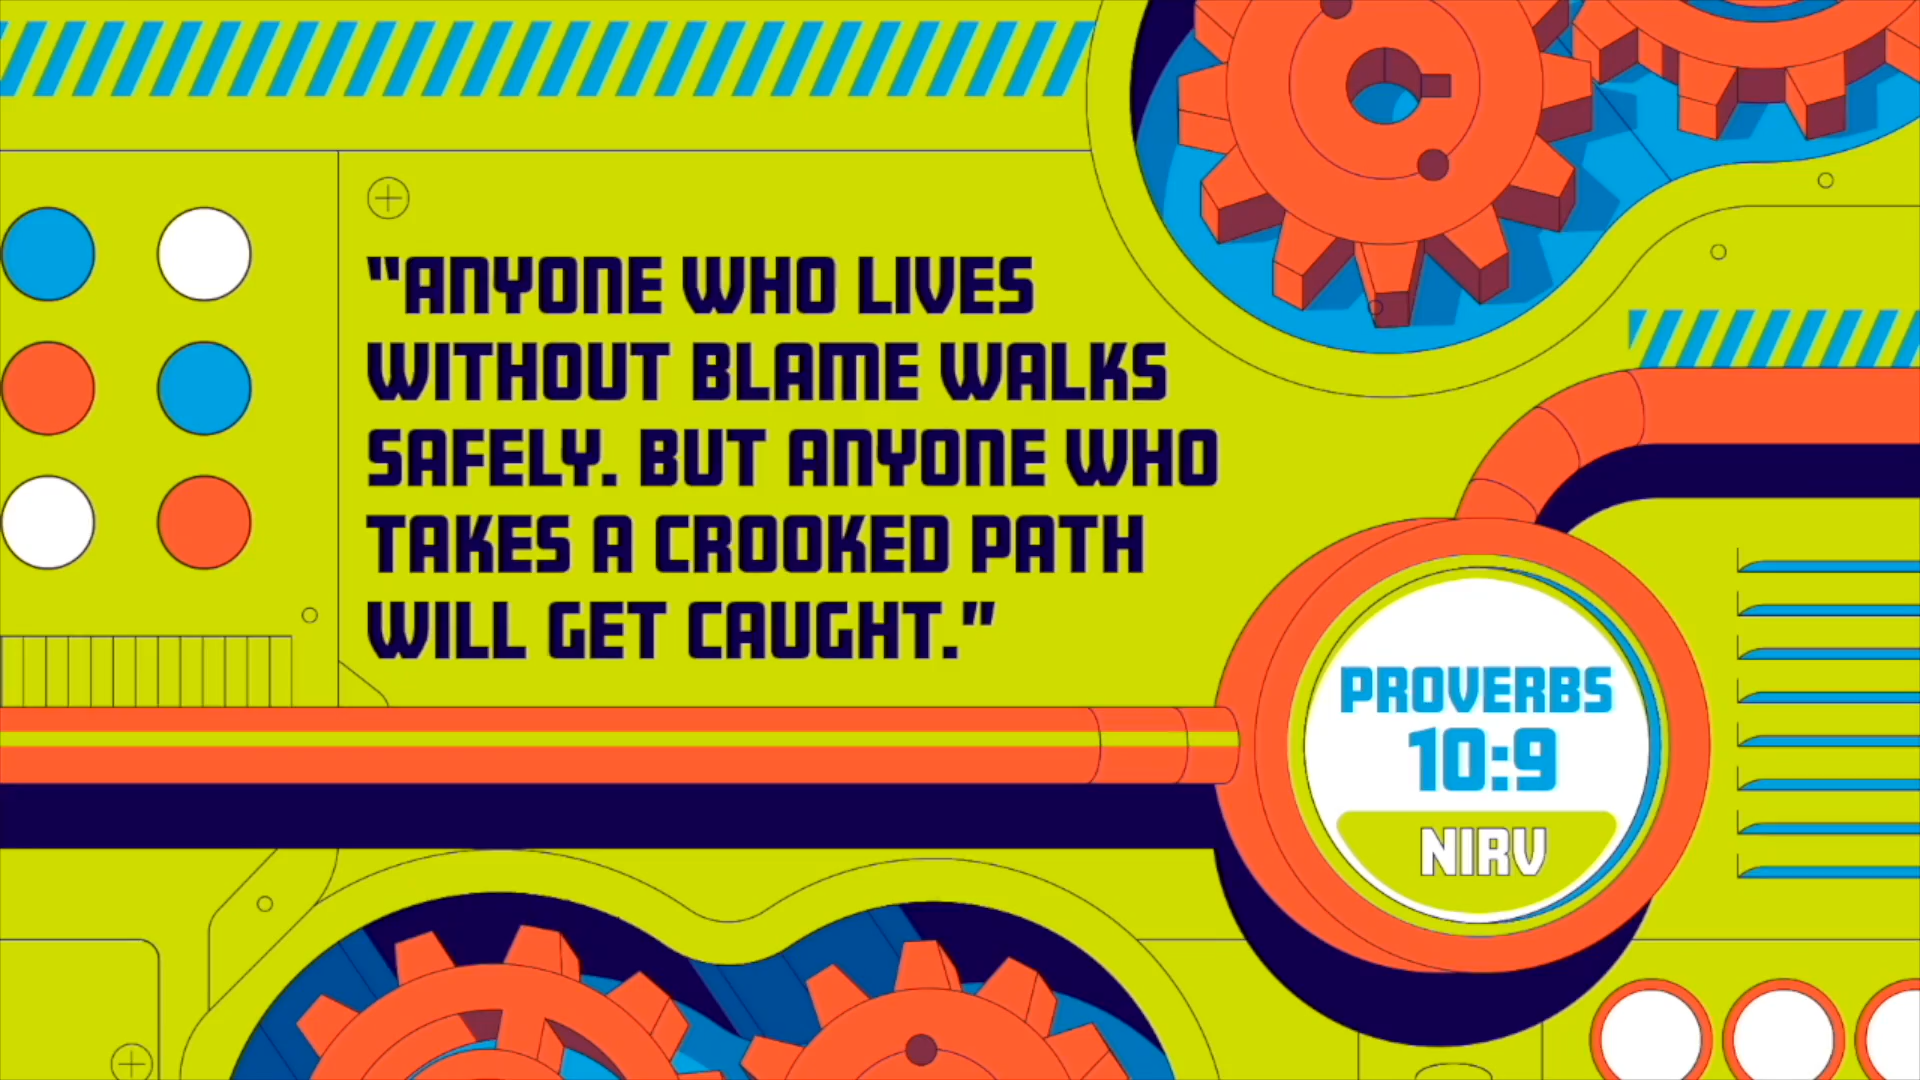 "ANYONE WHO LIVES
WITHOUT BLAME WALKS
SAFELY. BUT ANYONE WHO
TAKES A CROOKED PATH
WILL GET CAUGHT."
PROVERBS
10:9
NIRV